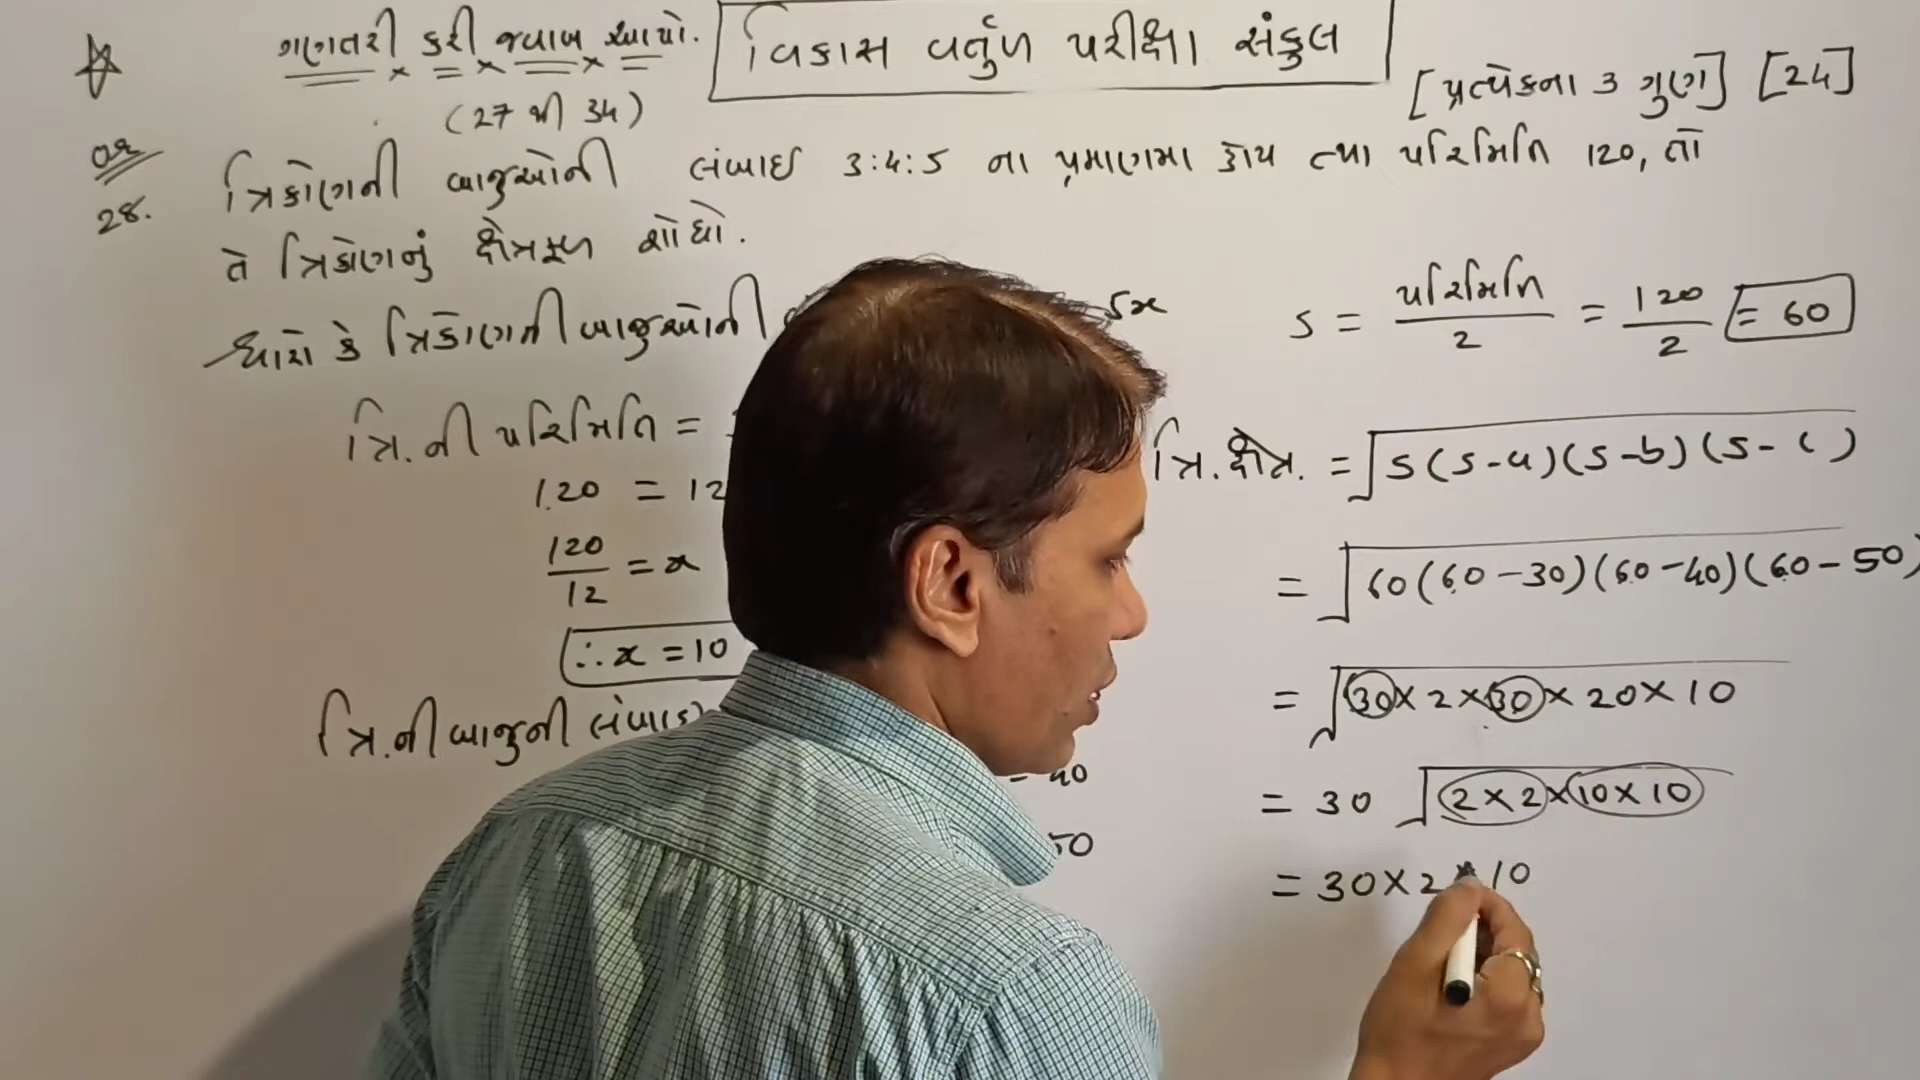 ગણતરી કરી જવાબ આપો.
વિકાસ વર્તુળ પરીક્ષા સંકુલ
(27 થી 34)
[પ્રત્યેકના 3 ગુણ] [24]
or
28. ત્રિકોણની બાજુઓની લંબાઇ 3:4:5 ના પ્રમાણમા હોય ત્થા પરિમિતિ 120, તો
તે ત્રિકોણનું ક્ષેત્રફળ શોધો.
ધારો કે ત્રિકોણની બાજુઓની
5x
ત્રિ.ની પરિમિતિ =
120 = 12
120/12 = x
∴ x = 10
ત્રિ.ની બાજુની લંબાઇ
= 40
50
S = પરિમિતિ/2 = 120/2 = 60
ત્રિ. ક્ષેત્ર. = √S(S-a)(S-b)(S-c)
= √60(60-30)(60-40)(60-50)
= √30×2×30×20×10
= 30 √2×2×10×10
= 30×2×10